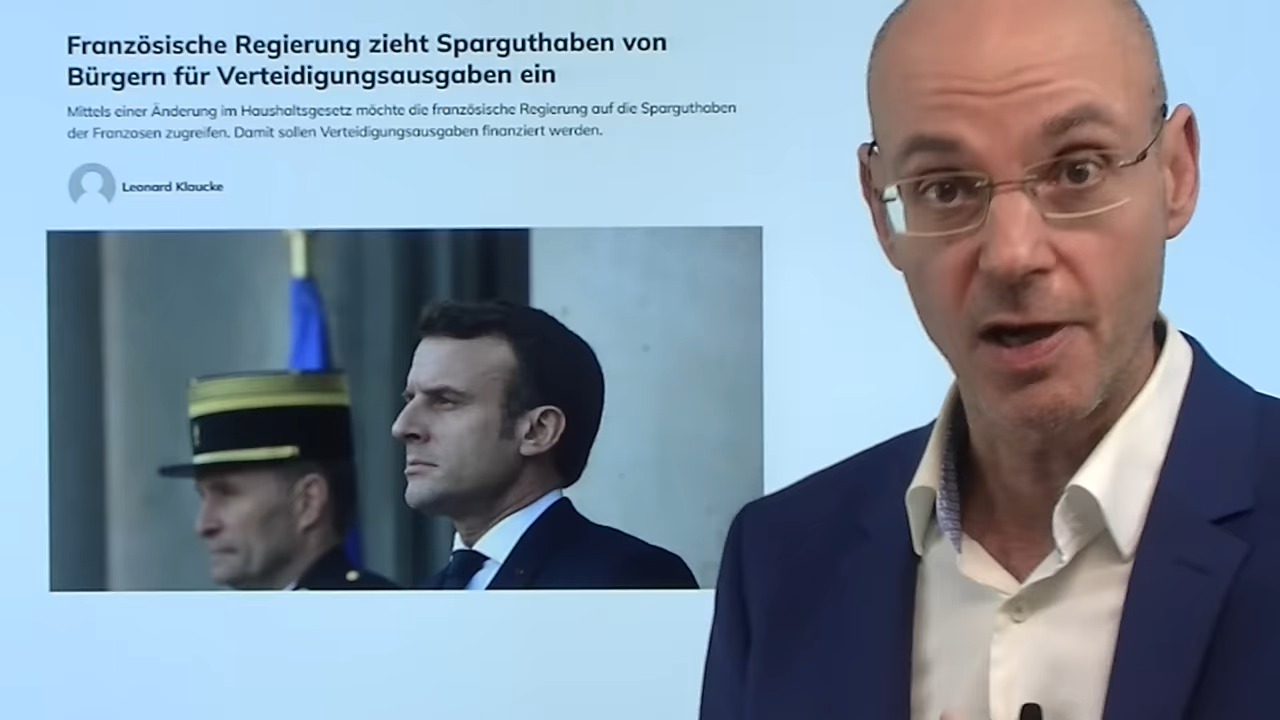 Französische Regierung zieht Sparguthaben von
Bürgern für Verteidigungsausgaben ein
Mittels einer Änderung im Haushaltsgesetz möchte die französische Regierung auf die Sparguthaben
der Franzosen zugreifen. Damit sollen Verteidigungsausgaben finanziert werden.
Leonard Klaucke